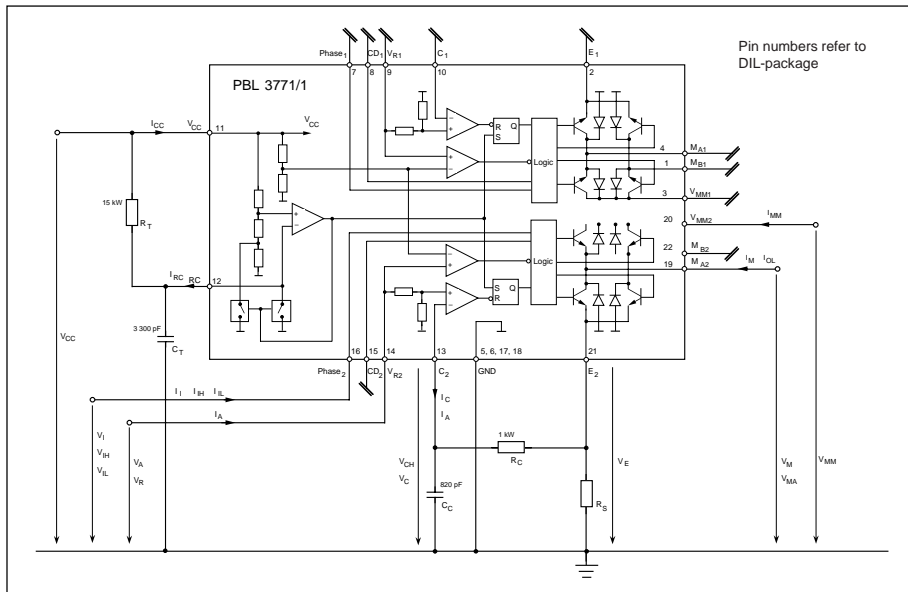 Phase1 CD1 VR1 C1 E1
7 8 9 10 2
Pin numbers refer to
DIL-package
PBL 3771/1
ICC VCC 11 VCC
R
S
Q
Logic
4 MA1
1 MB1
3 VMM1
15 kW
RT
20 VMM2 IMM
22 MB2
19 MA2 IM IOL
Logic
S
R
Q
IRC RC 12
VCC
3 300 pF
CT
16 15 14 13 5, 6, 17, 18 21
Phase2 CD2 VR2 C2 GND E2
II IIH IIL
IA
IC
IA
1 kW
RC
VI
VIH
VIL
VA
VR
VCH
VC
820 pF
CC
RS
VE
VM
VMA
VMM